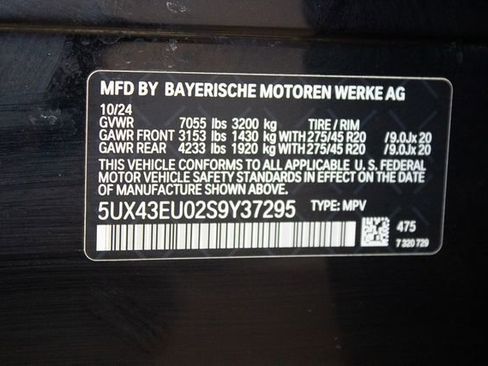 MFD BY BAYERISCHE MOTOREN WERKE AG
10/24
GVWR 7055 lbs 3200 kg TIRE / RIM
GAWR FRONT 3153 lbs 1430 kg WITH 275/45 R20 /9.0Jx 20
GAWR REAR 4233 lbs 1920 kg WITH 275/45 R20 /9.0Jx 20
THIS VEHICLE CONFORMS TO ALL APPLICABLE U. S. FEDERAL
MOTOR VEHICLE SAFETY STANDARDS IN EFFECT ON THE DATE
OF MANUFACTURE SHOWN ABOVE.
5UX43EU02S9Y37295 TYPE: MPV
475
7 320 729